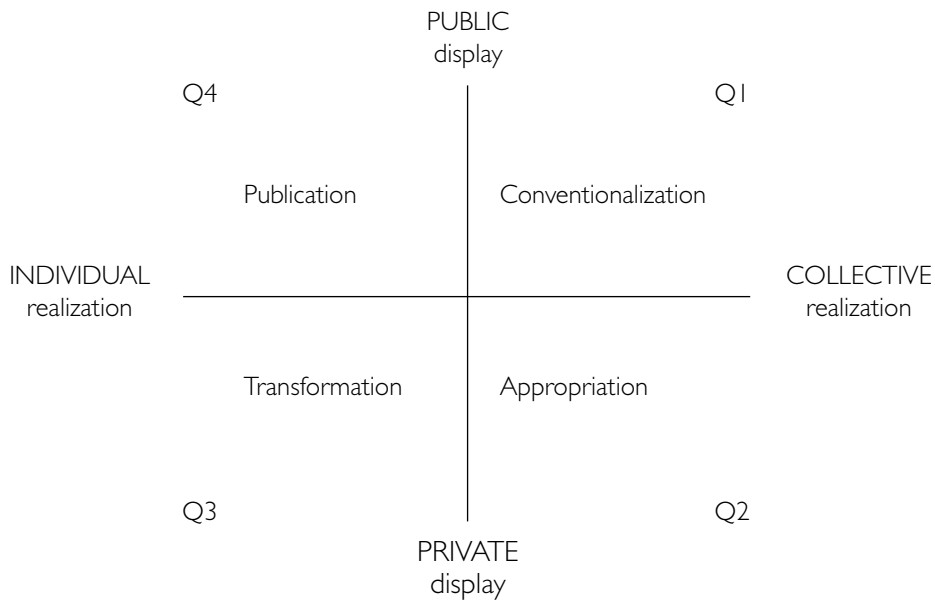 PUBLIC
display
Q4
Q1
Publication
Conventionalization
INDIVIDUAL
realization
COLLECTIVE
realization
Transformation
Appropriation
Q3
Q2
PRIVATE
display